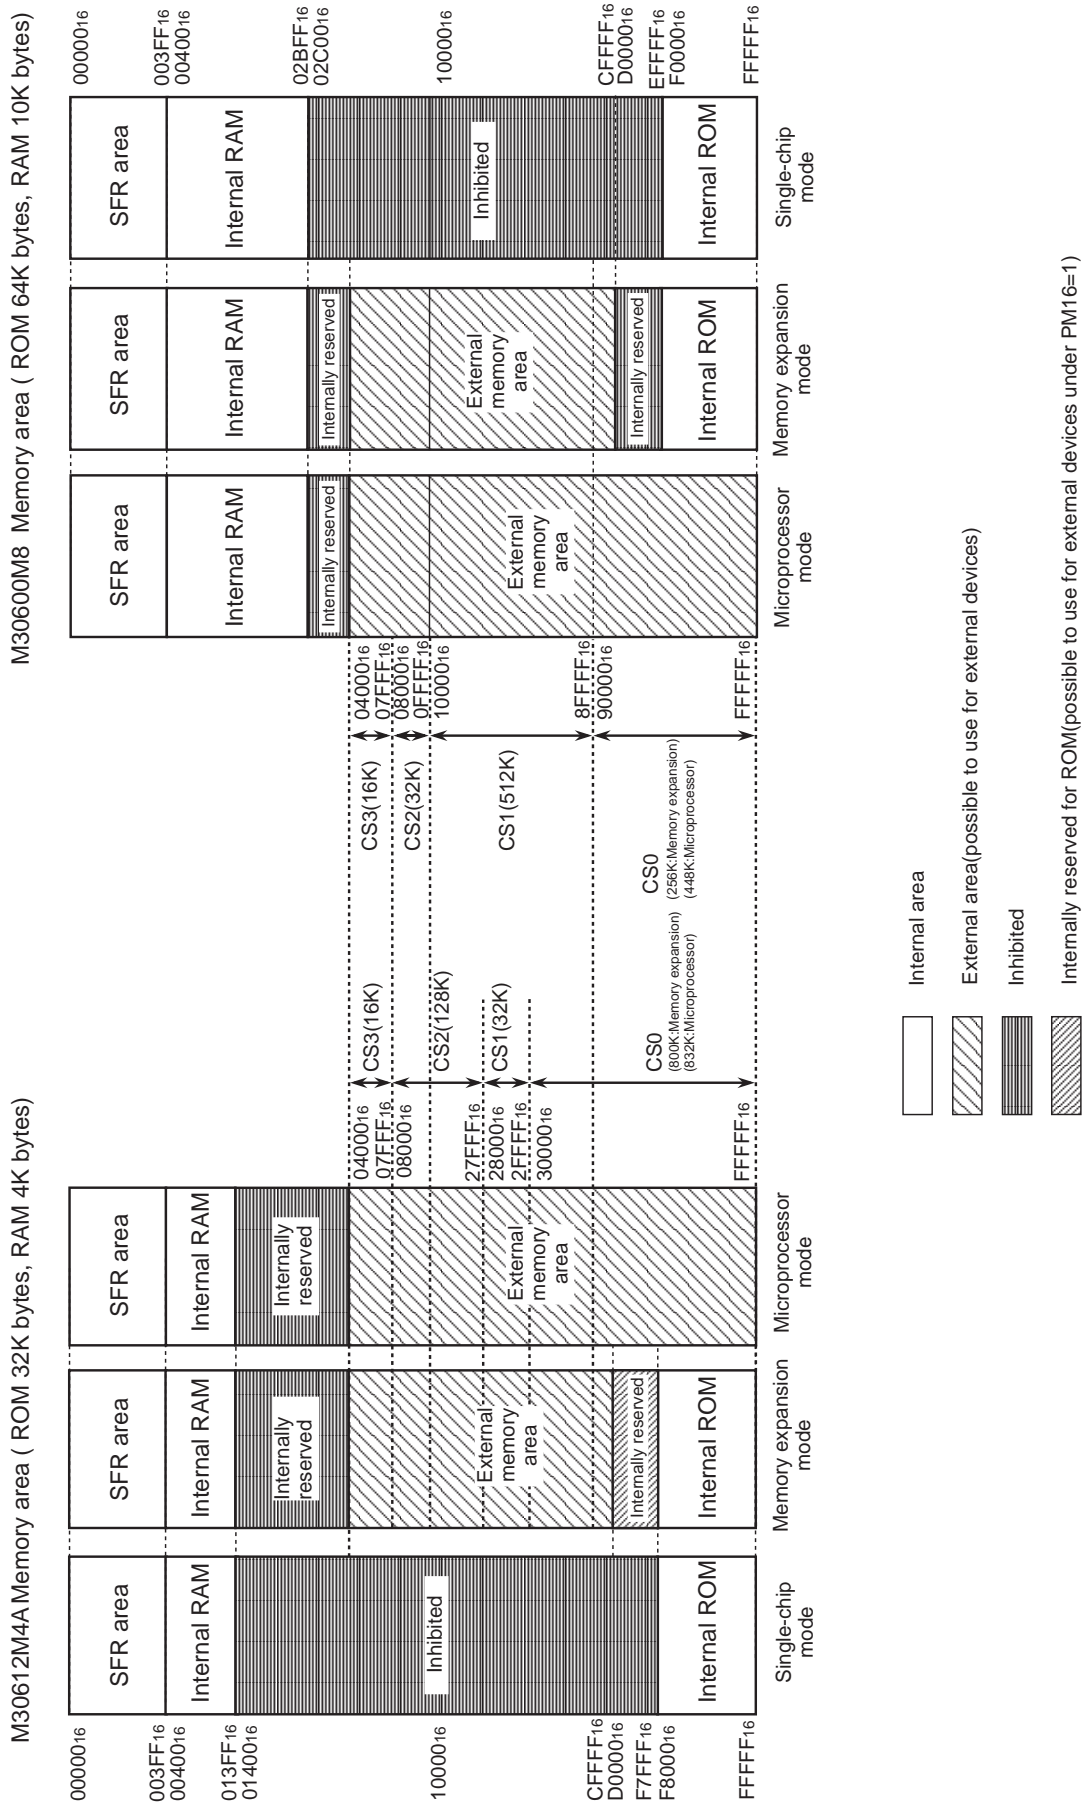 M30612M4A Memory area ( ROM 32K bytes, RAM 4K bytes)
00000₁₆
003FF₁₆
00400₁₆
013FF₁₆
01400₁₆
10000₁₆
CFFFF₁₆
D0000₁₆
F7FFF₁₆
F8000₁₆
FFFFF₁₆
SFR area
Internal RAM
Inhibited
Internal ROM
Single-chip
mode
SFR area
Internal RAM
Internally
reserved
External
memory
area
Internally reserved
Internal ROM
Memory expansion
mode
SFR area
Internal RAM
Internally
reserved
External
memory
area
Microprocessor
mode
04000₁₆
07FFF₁₆
08000₁₆
27FFF₁₆
28000₁₆
2FFFF₁₆
30000₁₆
FFFFF₁₆
CS3(16K)
CS2(128K)
CS1(32K)
CS0
(800K:Memory expansion)
(832K:Microprocessor)
M30600M8 Memory area ( ROM 64K bytes, RAM 10K bytes)
CS3(16K)
CS2(32K)
CS1(512K)
CS0
(256K:Memory expansion)
(448K:Microprocessor)
04000₁₆
07FFF₁₆
08000₁₆
0FFFF₁₆
10000₁₆
8FFFF₁₆
90000₁₆
FFFFF₁₆
SFR area
Internal RAM
Internally reserved
External
memory
area
Microprocessor
mode
SFR area
Internal RAM
Internally reserved
External
memory
area
Internally reserved
Internal ROM
Memory expansion
mode
SFR area
Internal RAM
Inhibited
Internal ROM
Single-chip
mode
00000₁₆
003FF₁₆
00400₁₆
02BFF₁₆
02C00₁₆
10000₁₆
CFFFF₁₆
D0000₁₆
EFFFF₁₆
F0000₁₆
FFFFF₁₆
Internal area
External area(possible to use for external devices)
Inhibited
Internally reserved for ROM(possible to use for external devices under PM16=1)